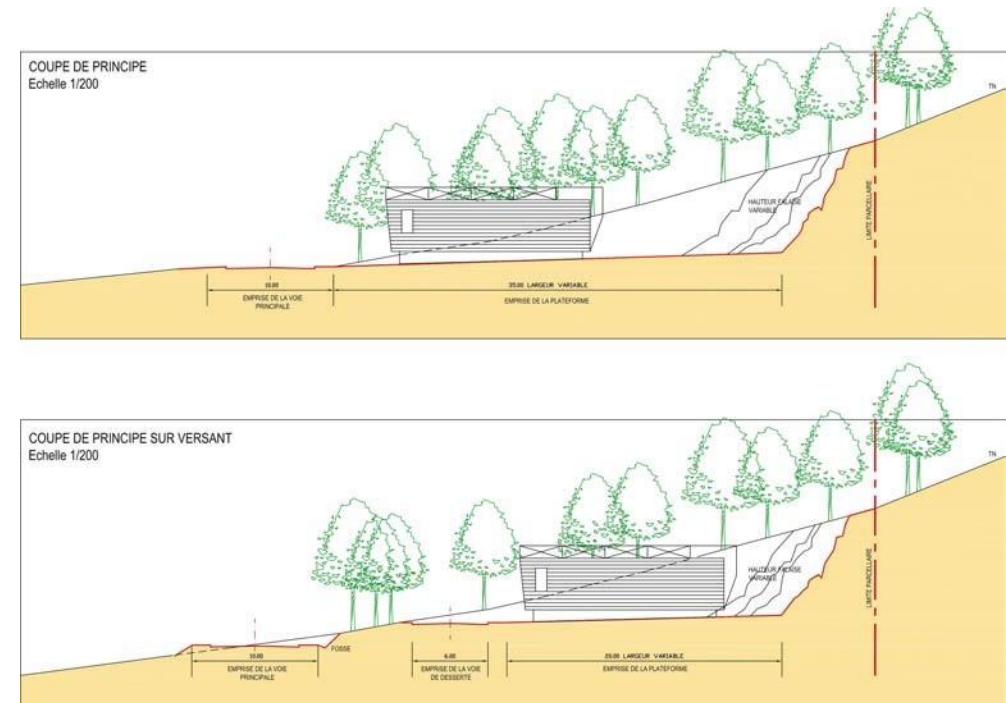 COUPE DE PRINCIPE
Echelle 1/200
TN
HAUTEUR FALAISE
VARIABLE
LIMITE PARCELLAIRE
10.00
35.00 LARGEUR VARIABLE
EMPRISE DE LA VOIE
PRINCIPALE
EMPRISE DE LA PLATEFORME
COUPE DE PRINCIPE SUR VERSANT
Echelle 1/200
TN
HAUTEUR FALAISE
VARIABLE
LIMITE PARCELLAIRE
FOSSE
10.00
6.00
20.00 LARGEUR VARIABLE
EMPRISE DE LA VOIE
PRINCIPALE
EMPRISE DE LA VOIE
DE DESSERTE
EMPRISE DE LA PLATEFORME